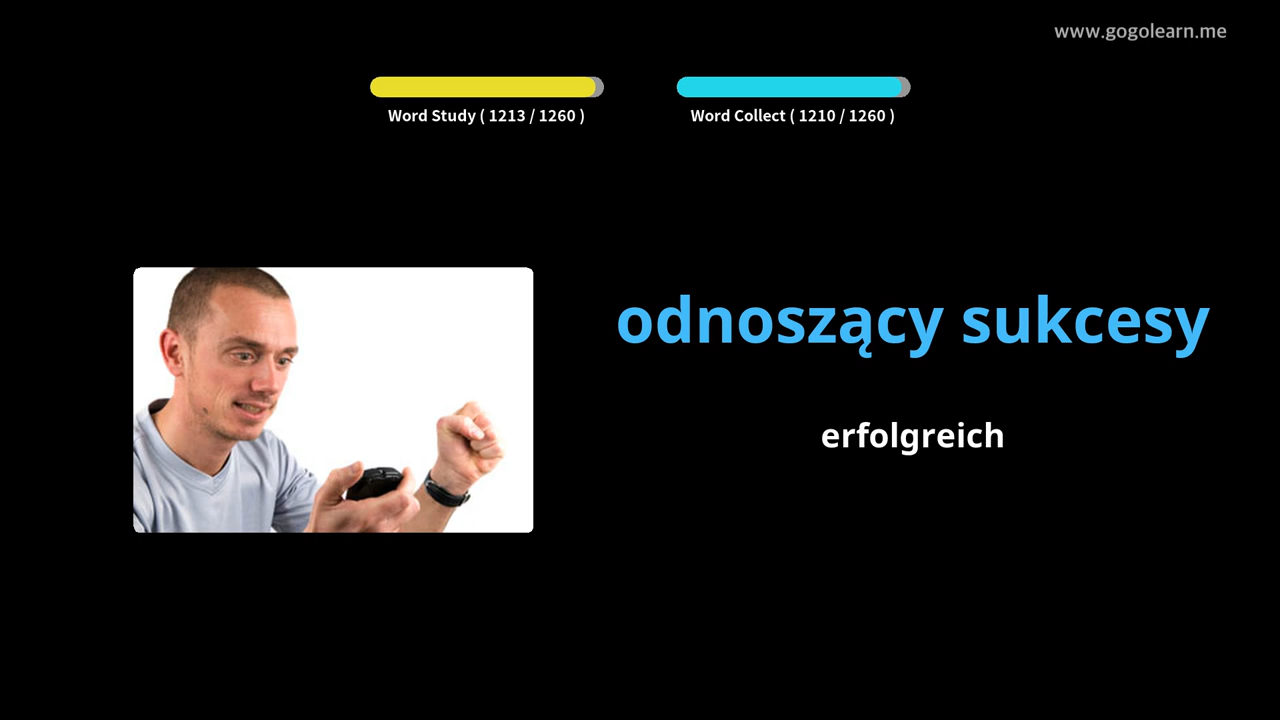 www.gogolearn.me
Word Study ( 1213 / 1260 )
Word Collect ( 1210 / 1260 )
odnoszący sukcesy
erfolgreich